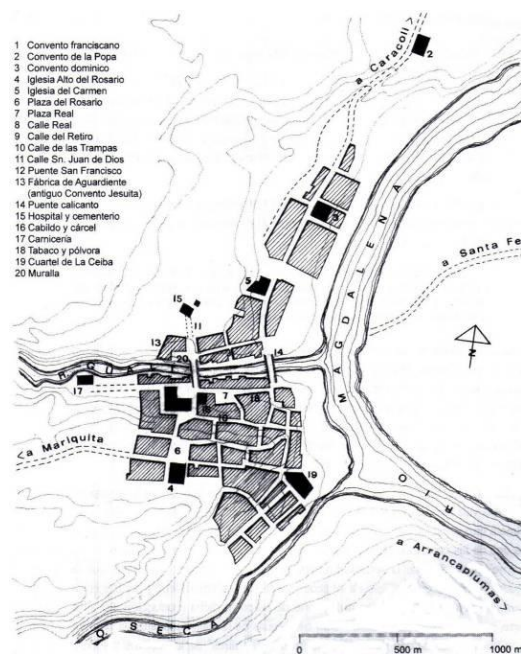 1 Convento franciscano
2 Convento de la Popa
3 Convento dominico
4 Iglesia Alto del Rosario
5 Iglesia del Carmen
6 Plaza del Rosario
7 Plaza Real
8 Calle Real
9 Calle del Retiro
10 Calle de las Trampas
11 Calle Sn. Juan de Dios
12 Puente San Francisco
13 Fábrica de Aguardiente
(antiguo Convento Jesuita)
14 Puente calicanto
15 Hospital y cementerio
16 Cabildo y cárcel
17 Carnicería
18 Tabaco y pólvora
19 Cuartel de La Ceiba
20 Muralla
a Caracolí >
2
3
MAGDALENA
a Santa Fe
5
15
11
13
20
14
N
17
7
18
<a Mariquita
6
4
19
RIO
a Arrancaplumas >
Q SECA
0 500 m 1000 m